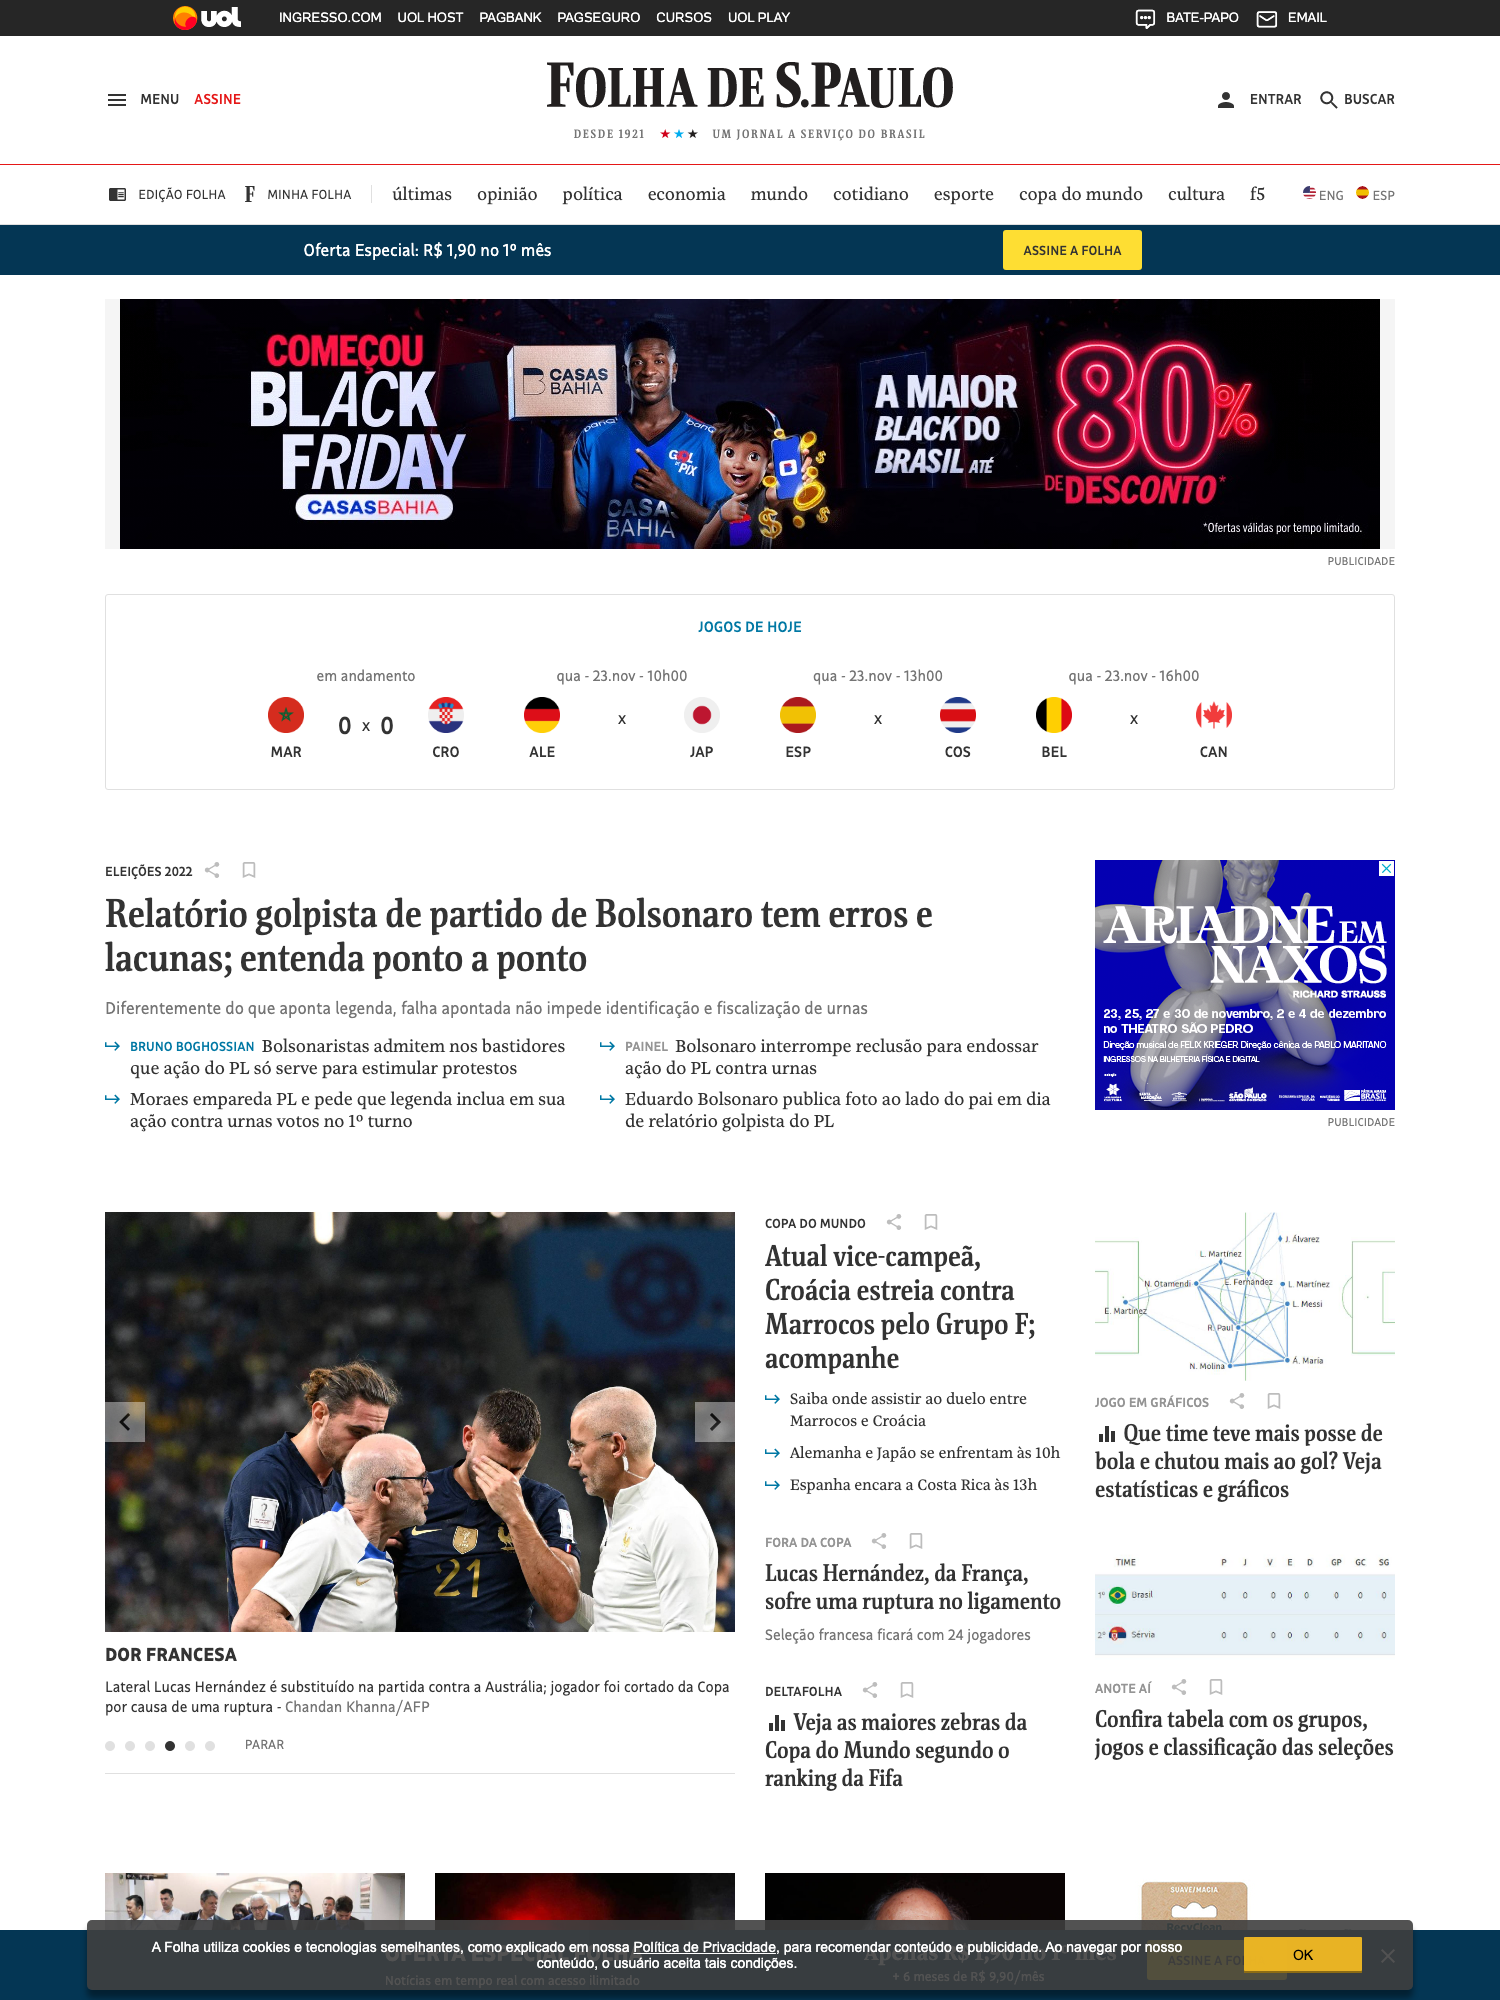 uol
INGRESSO.COM UOL HOST PAGBANK PAGSEGURO CURSOS UOL PLAY
BATE-PAPO EMAIL
MENU ASSINE
FOLHA DE S.PAULO
DESDE 1921 ★★★ UM JORNAL A SERVIÇO DO BRASIL
ENTRAR BUSCAR
EDIÇÃO FOLHA F MINHA FOLHA
últimas opinião política economia mundo cotidiano esporte copa do mundo cultura f5
ENG ESP
Oferta Especial: R$ 1,90 no 1º mês
ASSINE A FOLHA
COMEÇOU
BLACK
FRIDAY
CASASBAHIA
CASAS
BAHIA
GOL
PIX
CASAS
BAHIA
A MAIOR
BLACK DO
BRASIL ATÉ
80%
DE DESCONTO*
*Ofertas válidas por tempo limitado.
PUBLICIDADE
JOGOS DE HOJE
em andamento
MAR 0 x 0 CRO
qua - 23.nov - 10h00
ALE x JAP
qua - 23.nov - 13h00
ESP x COS
qua - 23.nov - 16h00
BEL x CAN
ELEIÇÕES 2022
Relatório golpista de partido de Bolsonaro tem erros e
lacunas; entenda ponto a ponto
Diferentemente do que aponta legenda, falha apontada não impede identificação e fiscalização de urnas
BRUNO BOGHOSSIAN Bolsonaristas admitem nos bastidores
que ação do PL só serve para estimular protestos
Moraes empareda PL e pede que legenda inclua em sua
ação contra urnas votos no 1º turno
PAINEL Bolsonaro interrompe reclusão para endossar
ação do PL contra urnas
Eduardo Bolsonaro publica foto ao lado do pai em dia
de relatório golpista do PL
ARIADNE EM
NAXOS
RICHARD STRAUSS
23, 25, 27 e 30 de novembro, 2 e 4 de dezembro
no THEATRO SÃO PEDRO
Direção musical de FELIX KRIEGER Direção cênica de PABLO MARITANO
INGRESSOS NA BILHETERIA FÍSICA E DIGITAL
PUBLICIDADE
21
DOR FRANCESA
Lateral Lucas Hernández é substituído na partida contra a Austrália; jogador foi cortado da Copa
por causa de uma ruptura - Chandan Khanna/AFP
PARAR
COPA DO MUNDO
Atual vice-campeã,
Croácia estreia contra
Marrocos pelo Grupo F;
acompanhe
Saiba onde assistir ao duelo entre
Marrocos e Croácia
Alemanha e Japão se enfrentam às 10h
Espanha encara a Costa Rica às 13h
FORA DA COPA
Lucas Hernández, da França,
sofre uma ruptura no ligamento
Seleção francesa ficará com 24 jogadores
DELTAFOLHA
Veja as maiores zebras da
Copa do Mundo segundo o
ranking da Fifa
J. Álvarez
L. Martínez
N. Otamendi
E. Fernández
L. Martínez
E. Martínez
L. Messi
R. Paul
N. Molina
Á. María
JOGO EM GRÁFICOS
Que time teve mais posse de
bola e chutou mais ao gol? Veja
estatísticas e gráficos
TIME P J V E D GP GC SG
1º Brasil 0 0 0 0 0 0 0 0
2º Sérvia 0 0 0 0 0 0 0 0
ANOTE AÍ
Confira tabela com os grupos,
jogos e classificação das seleções
SUAVE/MACIA
RecyClean
A Folha utiliza cookies e tecnologias semelhantes, como explicado em nossa Política de Privacidade, para recomendar conteúdo e publicidade. Ao navegar por nosso
conteúdo, o usuário aceita tais condições.
OK
Notícias em tempo real com acesso ilimitado
Apenas R$ 1,90 no 1º mês
+ 6 meses de R$ 9,90/mês
ASSINE A FO